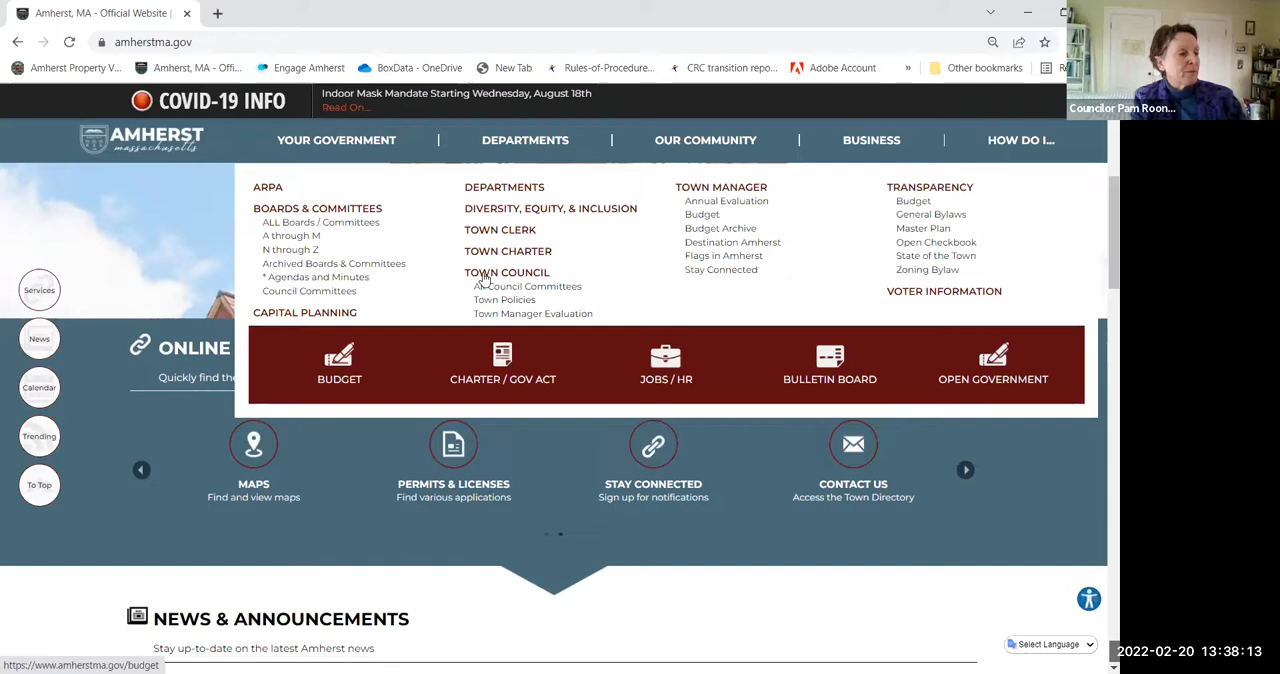 Amherst, MA - Official Website |
amherstma.gov
Amherst Property V...
Amherst, MA - Offi...
Engage Amherst
BoxData - OneDrive
New Tab
Rules-of-Procedure...
CRC transition repo...
Adobe Account
»
Other bookmarks
Councilor Pam Roon...
COVID-19 INFO
Indoor Mask Mandate Starting Wednesday, August 18th
Read On...
AMHERST
massachusetts
YOUR GOVERNMENT
DEPARTMENTS
OUR COMMUNITY
BUSINESS
HOW DO I...
ARPA
BOARDS & COMMITTEES
ALL Boards / Committees
A through M
N through Z
Archived Boards & Committees
* Agendas and Minutes
Council Committees
CAPITAL PLANNING
DEPARTMENTS
DIVERSITY, EQUITY, & INCLUSION
TOWN CLERK
TOWN CHARTER
TOWN COUNCIL
Council Committees
Town Policies
Town Manager Evaluation
TOWN MANAGER
Annual Evaluation
Budget
Budget Archive
Destination Amherst
Flags in Amherst
Stay Connected
TRANSPARENCY
Budget
General Bylaws
Master Plan
Open Checkbook
State of the Town
Zoning Bylaw
VOTER INFORMATION
BUDGET
CHARTER / GOV ACT
JOBS / HR
BULLETIN BOARD
OPEN GOVERNMENT
Services
News
Calendar
Trending
To Top
ONLINE
Quickly find the
MAPS
Find and view maps
PERMITS & LICENSES
Find various applications
STAY CONNECTED
Sign up for notifications
CONTACT US
Access the Town Directory
NEWS & ANNOUNCEMENTS
Stay up-to-date on the latest Amherst news
Select Language
https://www.amherstma.gov/budget
2022-02-20 13:38:13